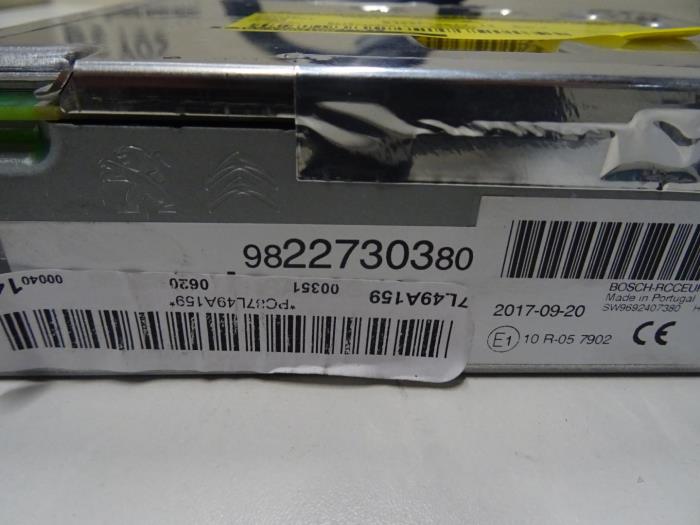 9822730380
7L49A159
00351
*PC87L49A159*
0620
00040
BOSCH-RCCEUR
Made in Portugal
2017-09-20
SW9692407380
E1 10 R-05 7902
CE